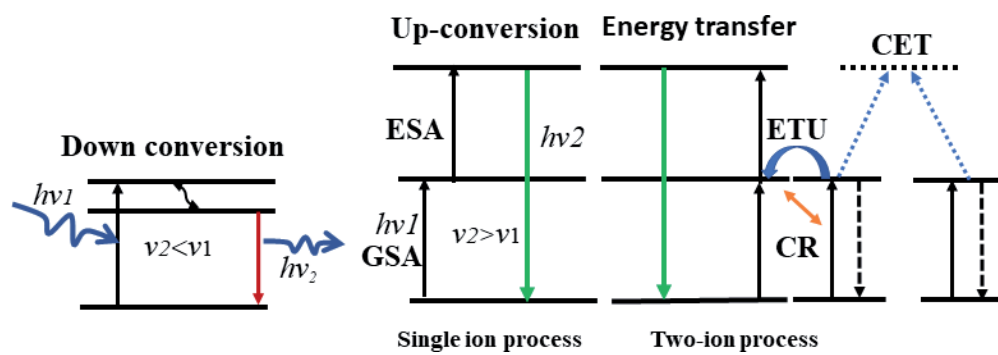 Up-conversion
Energy transfer
CET
ESA
hv2
ETU
Down conversion
hv1
v2<v1
hv2
hv1
GSA
v2>v1
CR
Single ion process
Two-ion process